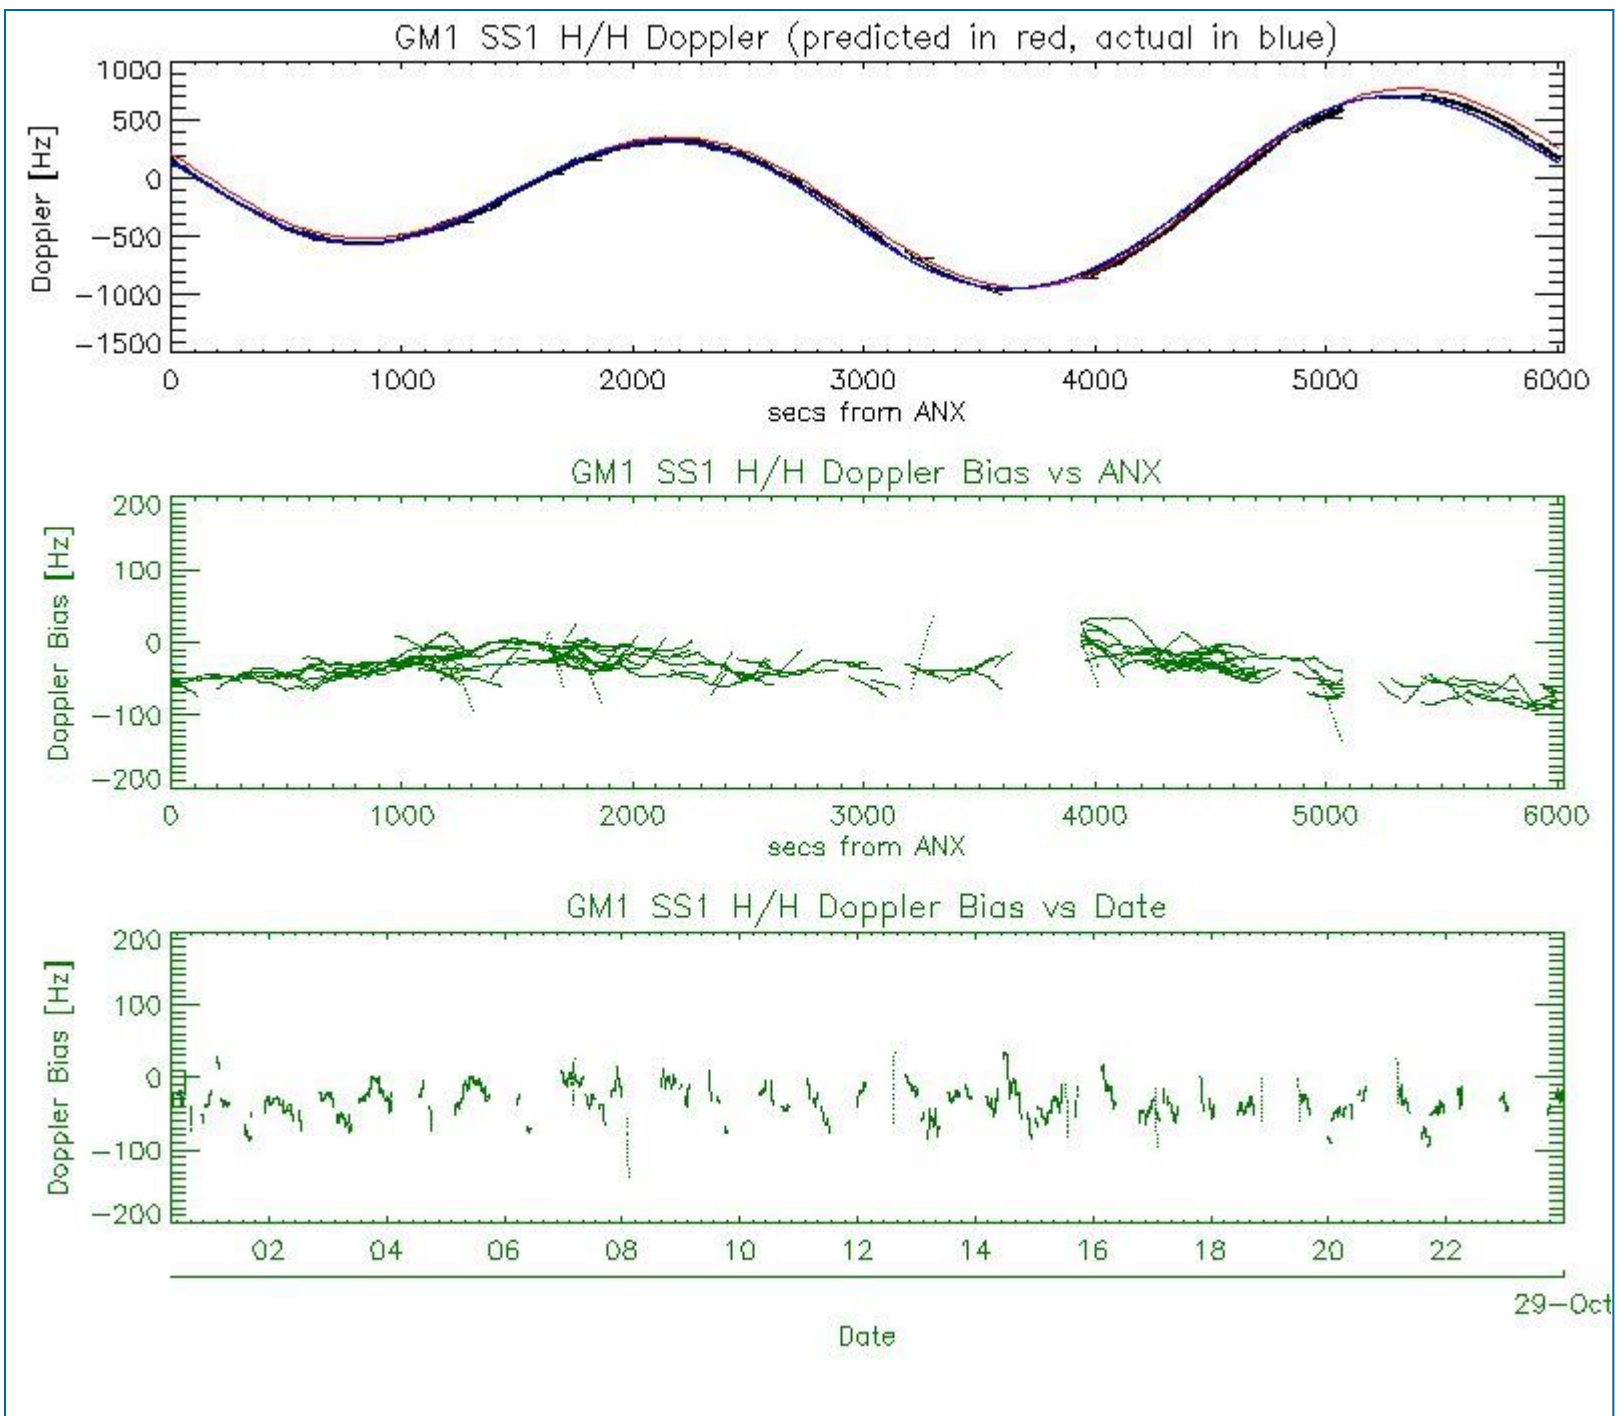 GM1 SS1 H/H Doppler (predicted in red, actual in blue)
1000
500
0
−500
−1000
−1500
Doppler [Hz]
0 1000 2000 3000 4000 5000 6000
secs from ANX
GM1 SS1 H/H Doppler Bias vs ANX
200
100
0
−100
−200
Doppler Bias [Hz]
0 1000 2000 3000 4000 5000 6000
secs from ANX
GM1 SS1 H/H Doppler Bias vs Date
200
100
0
−100
−200
Doppler Bias [Hz]
02 04 06 08 10 12 14 16 18 20 22
29−Oct
Date